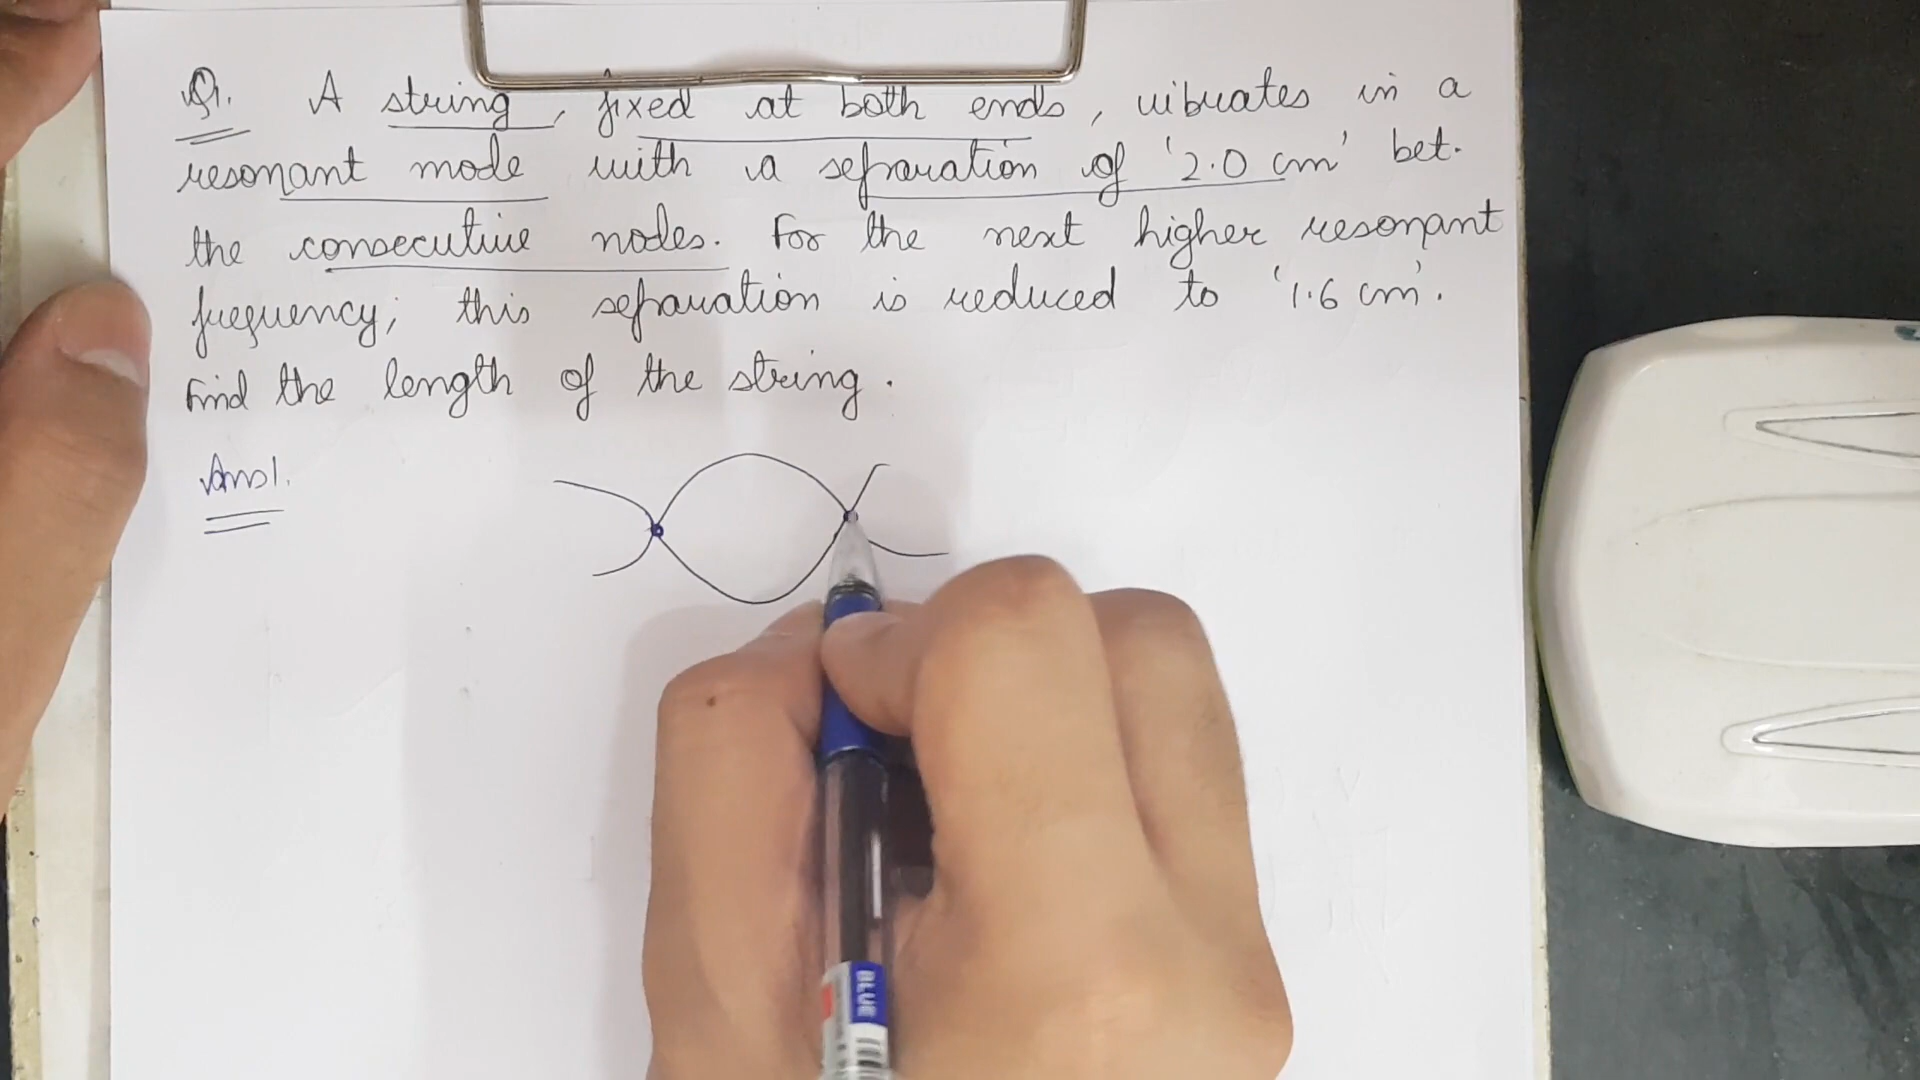 Q1. A string, fixed at both ends, vibrates in a
resonant mode with a separation of '2.0 cm' bet.
the consecutive nodes. For the next higher resonant
frequency; this separation is reduced to '1.6 cm'.
Find the length of the string.
Ans1.
BLUE